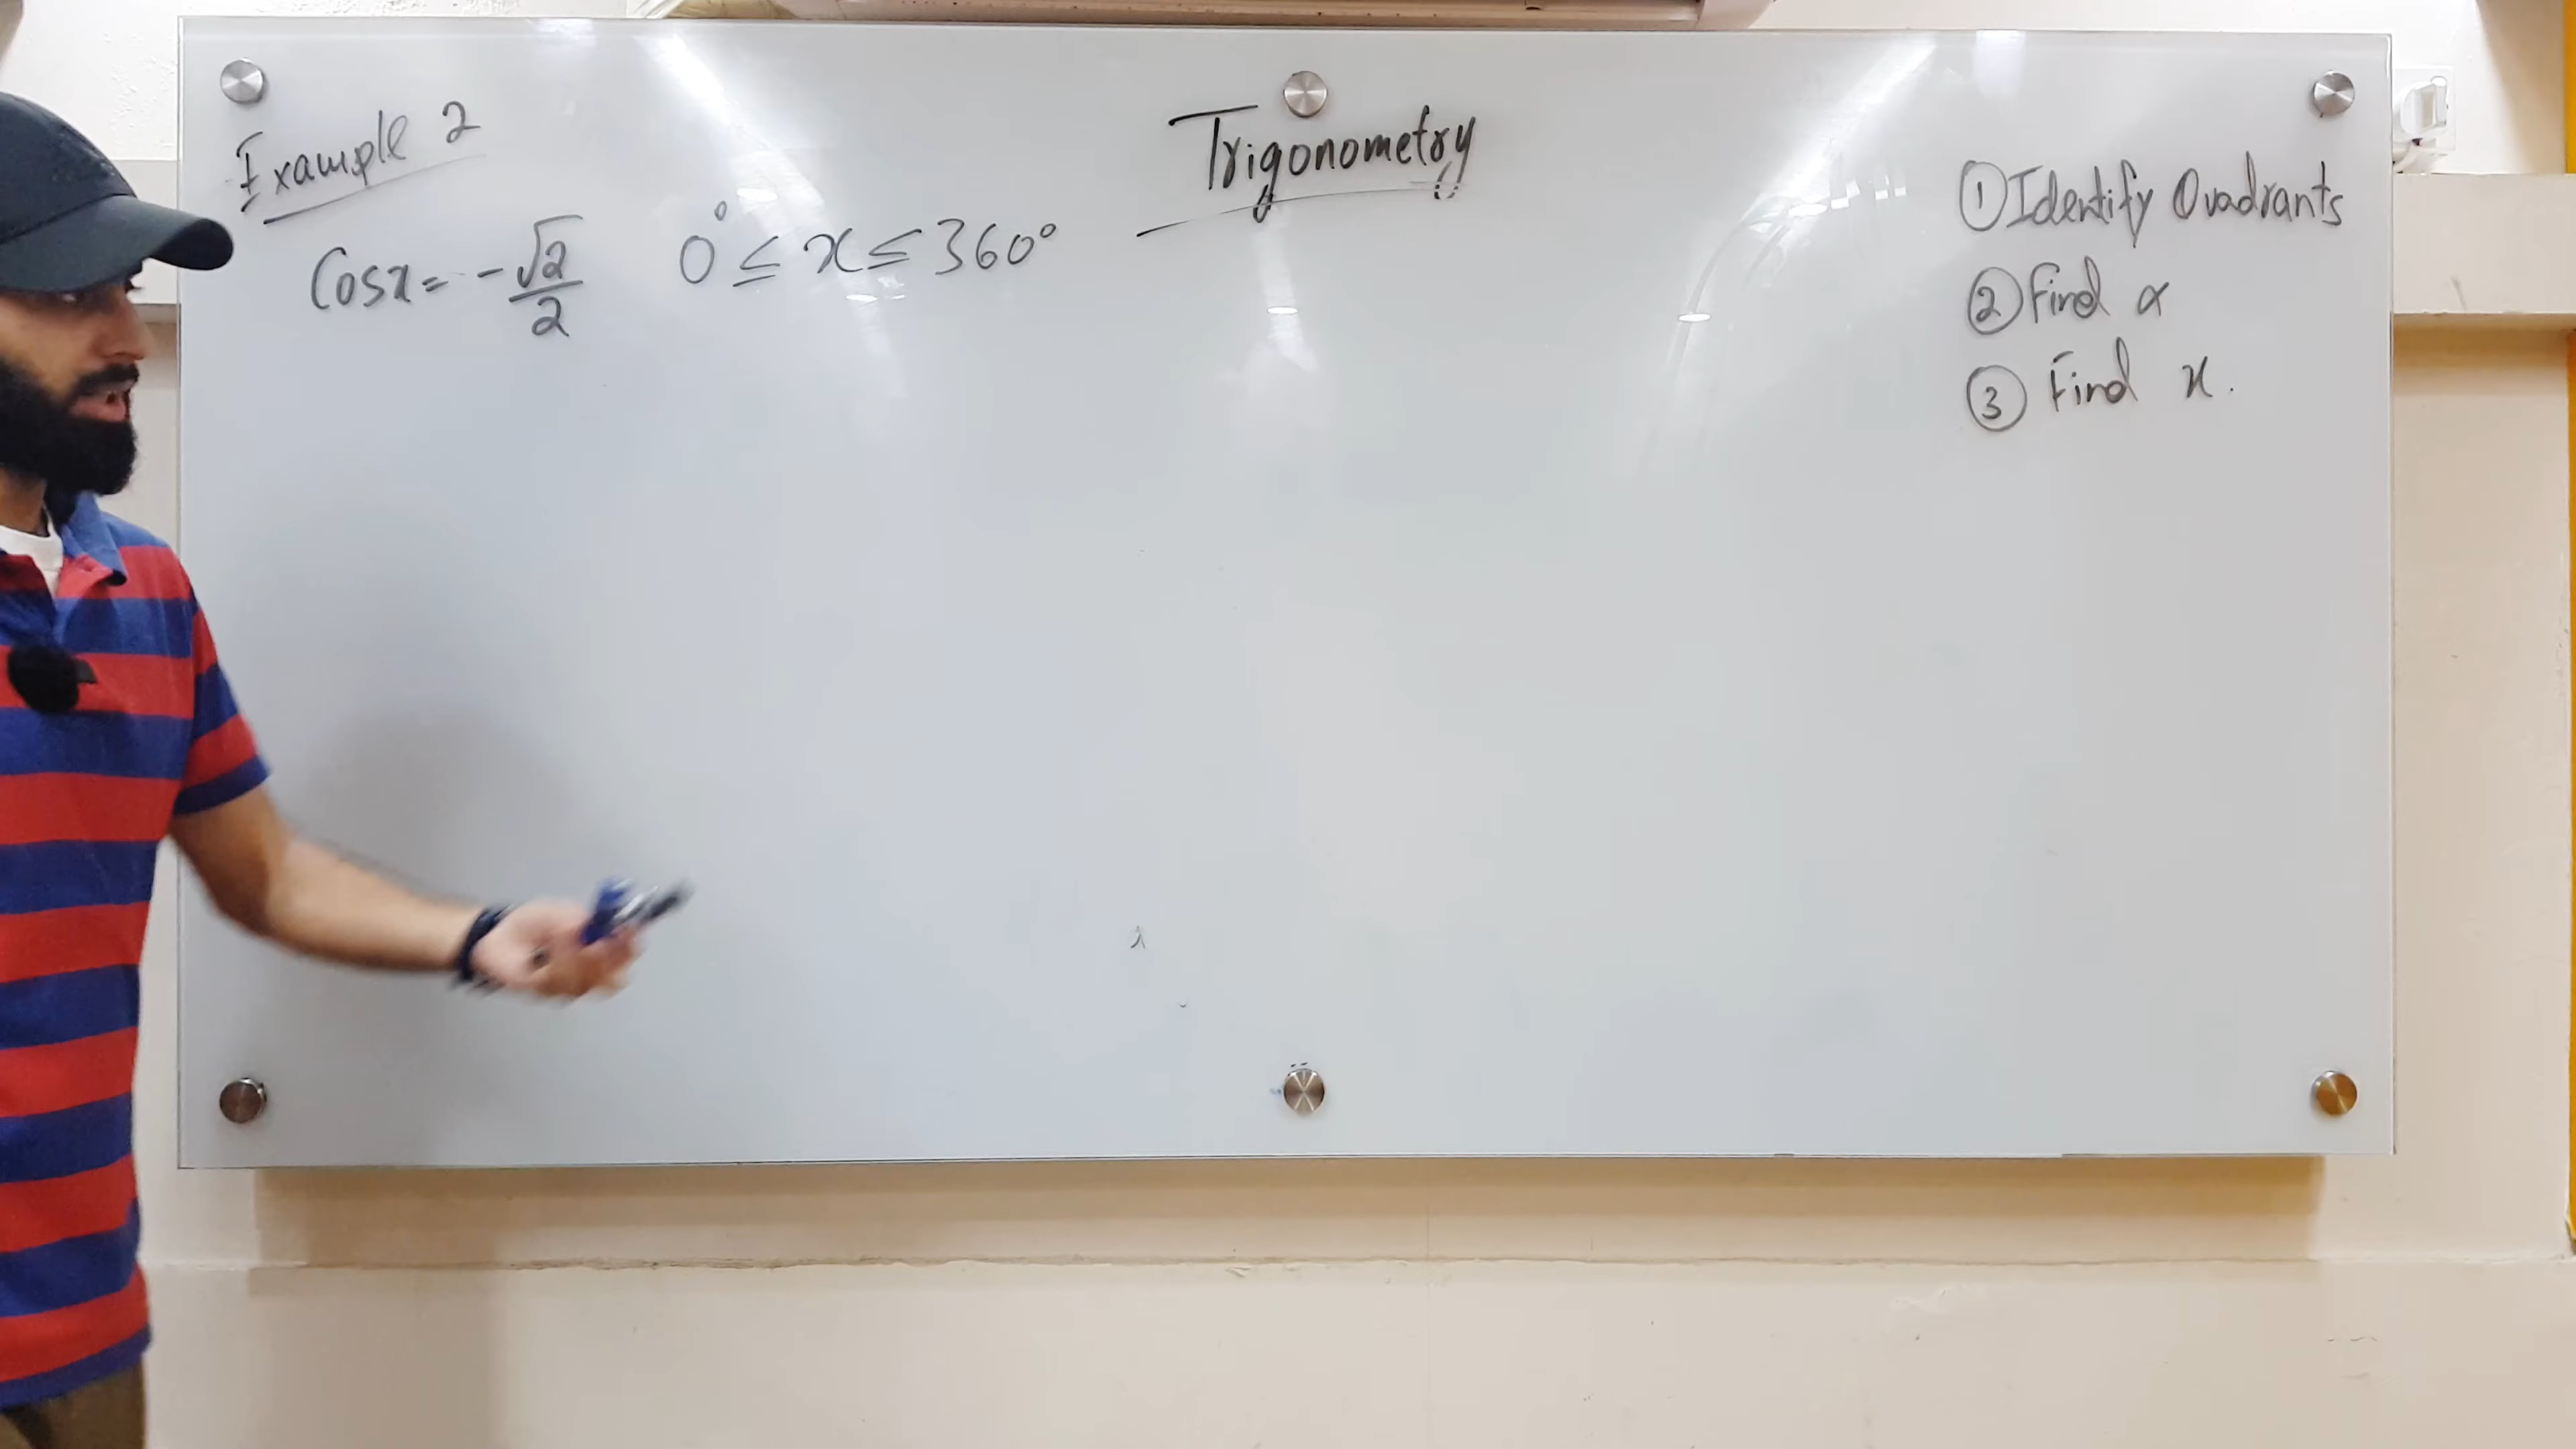 Example 2
Trigonometry
Cosx = -√2/2 0° ≤ x ≤ 360°
① Identify Quadrants
② Find α
③ Find x.